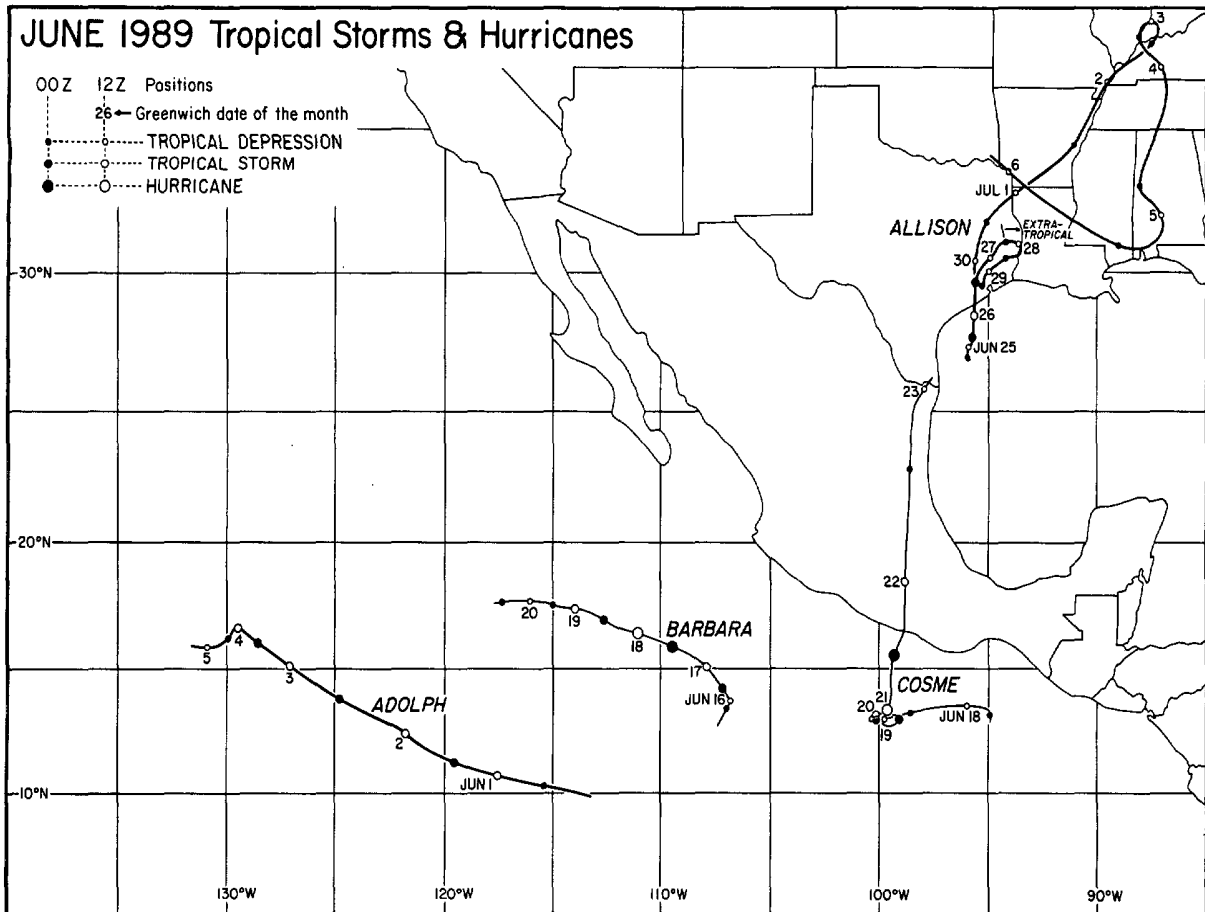 JUNE 1989 Tropical Storms & Hurricanes
00Z 12Z Positions
26 ← Greenwich date of the month
TROPICAL DEPRESSION
TROPICAL STORM
HURRICANE
3
2
4
6
JUL 1
5
ALLISON
EXTRA-
TROPICAL
27
28
30
29
30°N
26
JUN 25
23
20°N
22
20
19
BARBARA
18
17
4
5
3
JUN 16
COSME
21
20
JUN 18
19
ADOLPH
2
JUN 1
10°N
130°W 120°W 110°W 100°W 90°W